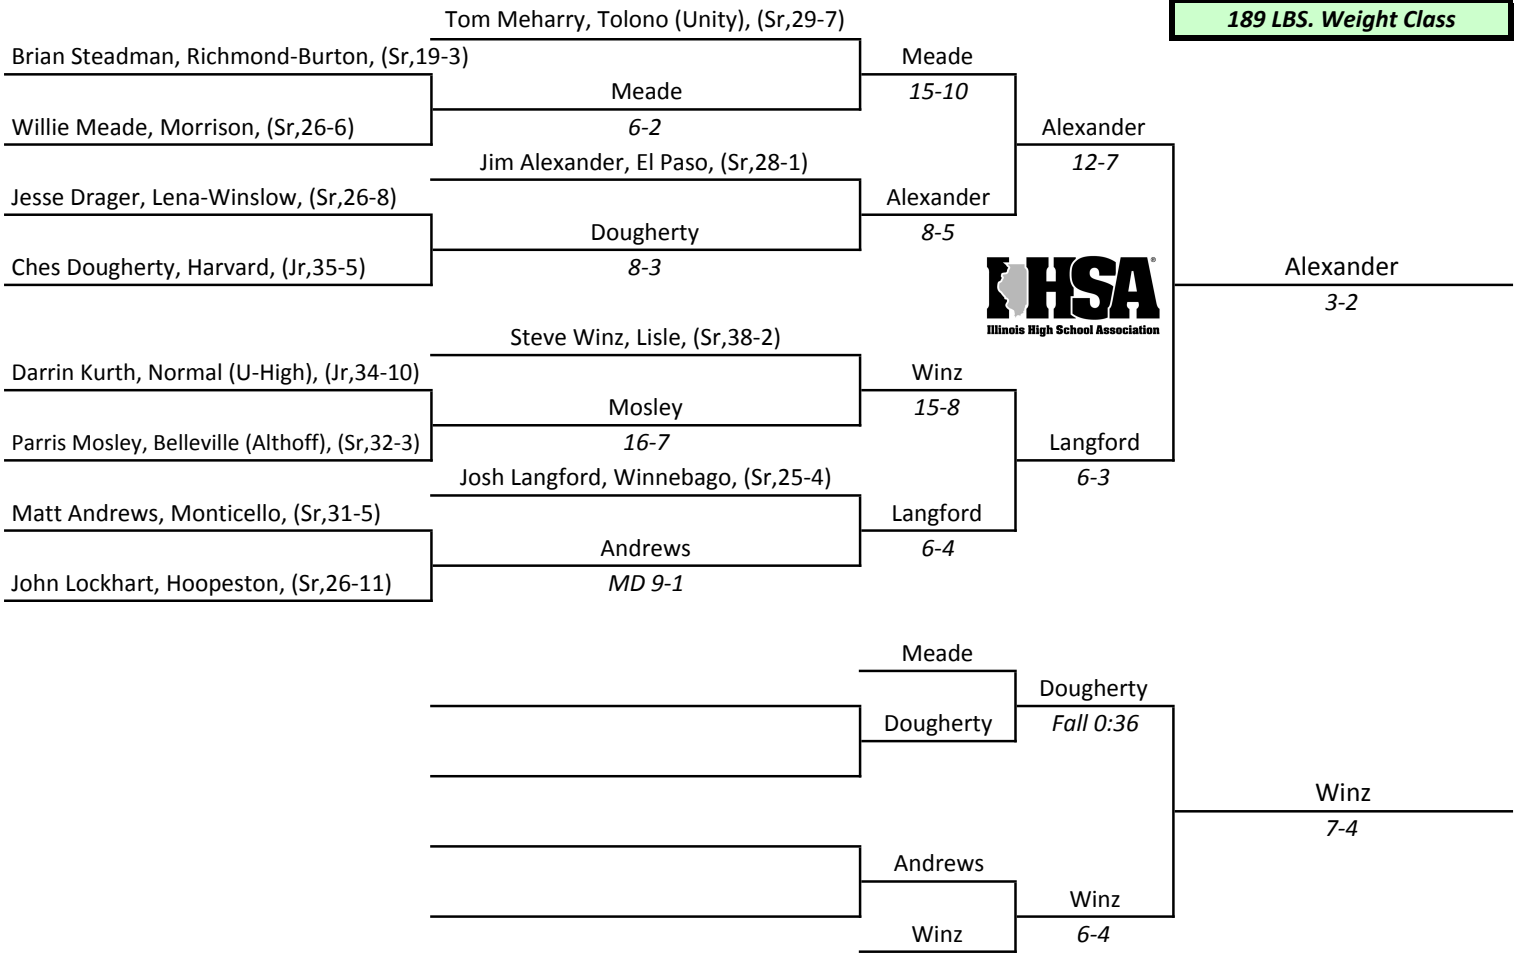 Tom Meharry, Tolono (Unity), (Sr,29-7)
189 LBS. Weight Class
Brian Steadman, Richmond-Burton, (Sr,19-3)
Meade
Meade
15-10
Willie Meade, Morrison, (Sr,26-6)
6-2
Alexander
Jim Alexander, El Paso, (Sr,28-1)
12-7
Jesse Drager, Lena-Winslow, (Sr,26-8)
Alexander
Dougherty
8-5
Ches Dougherty, Harvard, (Jr,35-5)
8-3
IHSA®
Illinois High School Association
Alexander
3-2
Steve Winz, Lisle, (Sr,38-2)
Darrin Kurth, Normal (U-High), (Jr,34-10)
Winz
Mosley
15-8
Parris Mosley, Belleville (Althoff), (Sr,32-3)
16-7
Langford
Josh Langford, Winnebago, (Sr,25-4)
6-3
Matt Andrews, Monticello, (Sr,31-5)
Langford
Andrews
6-4
John Lockhart, Hoopeston, (Sr,26-11)
MD 9-1
Meade
Dougherty
Dougherty
Fall 0:36
Winz
7-4
Andrews
Winz
Winz
6-4